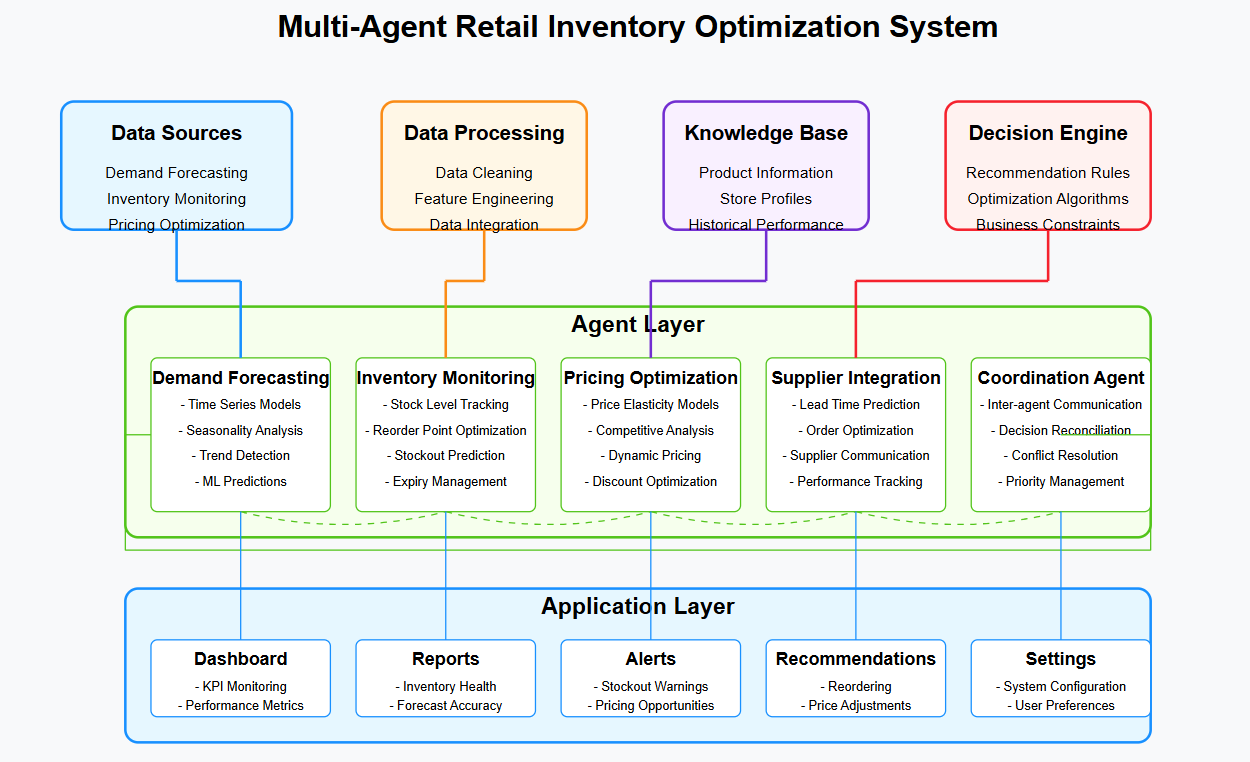 Multi-Agent Retail Inventory Optimization System
Data Sources
Demand Forecasting
Inventory Monitoring
Pricing Optimization
Data Processing
Data Cleaning
Feature Engineering
Data Integration
Knowledge Base
Product Information
Store Profiles
Historical Performance
Decision Engine
Recommendation Rules
Optimization Algorithms
Business Constraints
Agent Layer
Demand Forecasting
- Time Series Models
- Seasonality Analysis
- Trend Detection
- ML Predictions
Inventory Monitoring
- Stock Level Tracking
- Reorder Point Optimization
- Stockout Prediction
- Expiry Management
Pricing Optimization
- Price Elasticity Models
- Competitive Analysis
- Dynamic Pricing
- Discount Optimization
Supplier Integration
- Lead Time Prediction
- Order Optimization
- Supplier Communication
- Performance Tracking
Coordination Agent
- Inter-agent Communication
- Decision Reconciliation
- Conflict Resolution
- Priority Management
Application Layer
Dashboard
- KPI Monitoring
- Performance Metrics
Reports
- Inventory Health
- Forecast Accuracy
Alerts
- Stockout Warnings
- Pricing Opportunities
Recommendations
- Reordering
- Price Adjustments
Settings
- System Configuration
- User Preferences